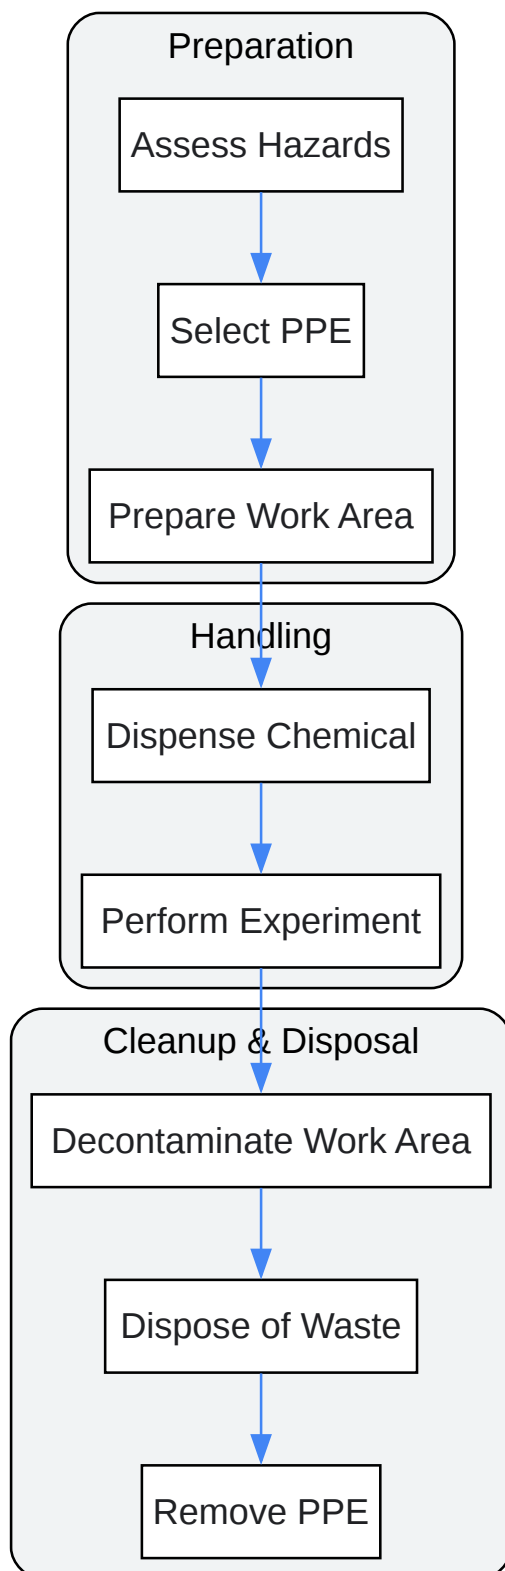 Preparation
Assess Hazards
Select PPE
Prepare Work Area
Handling
Dispense Chemical
Perform Experiment
Cleanup & Disposal
Decontaminate Work Area
Dispose of Waste
Remove PPE